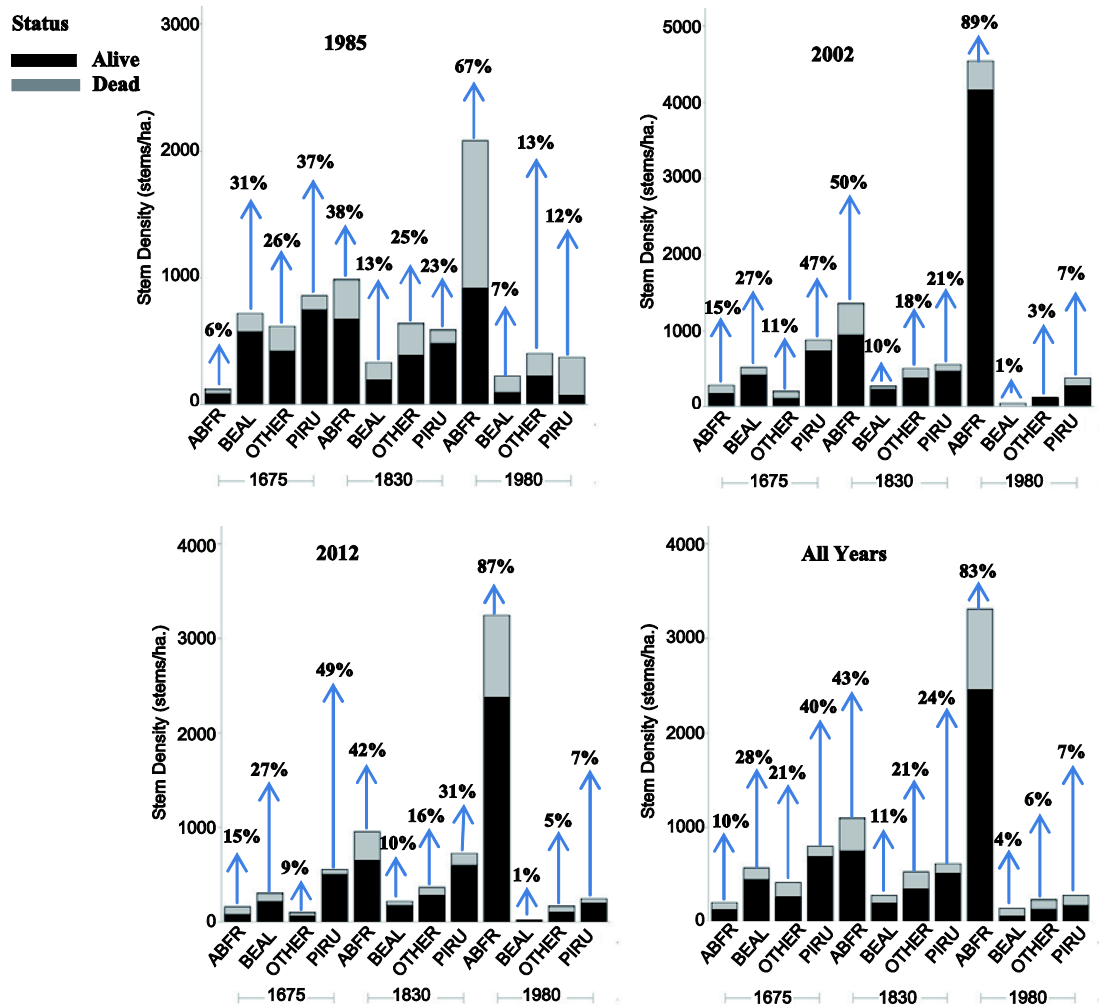 Status
Alive
Dead
1985
Stem Density (stems/ha.)
3000
2000
1000
0
6%
31%
26%
37%
38%
13%
25%
23%
67%
7%
13%
12%
ABFR
BEAL
OTHER
PIRU
ABFR
BEAL
OTHER
PIRU
ABFR
BEAL
OTHER
PIRU
1675
1830
1980
2002
Stem Density (stems/ha.)
5000
4000
3000
2000
1000
0
15%
27%
11%
47%
50%
10%
18%
21%
89%
1%
3%
7%
ABFR
BEAL
OTHER
PIRU
ABFR
BEAL
OTHER
PIRU
ABFR
BEAL
OTHER
PIRU
1675
1830
1980
2012
Stem Density (stems/ha.)
4000
3000
2000
1000
0
15%
27%
9%
49%
42%
10%
16%
31%
87%
1%
5%
7%
ABFR
BEAL
OTHER
PIRU
ABFR
BEAL
OTHER
PIRU
ABFR
BEAL
OTHER
PIRU
1675
1830
1980
All Years
Stem Density (stems/ha.)
4000
3000
2000
1000
0
10%
28%
21%
40%
43%
11%
21%
24%
83%
4%
6%
7%
ABFR
BEAL
OTHER
PIRU
ABFR
BEAL
OTHER
PIRU
ABFR
BEAL
OTHER
PIRU
1675
1830
1980